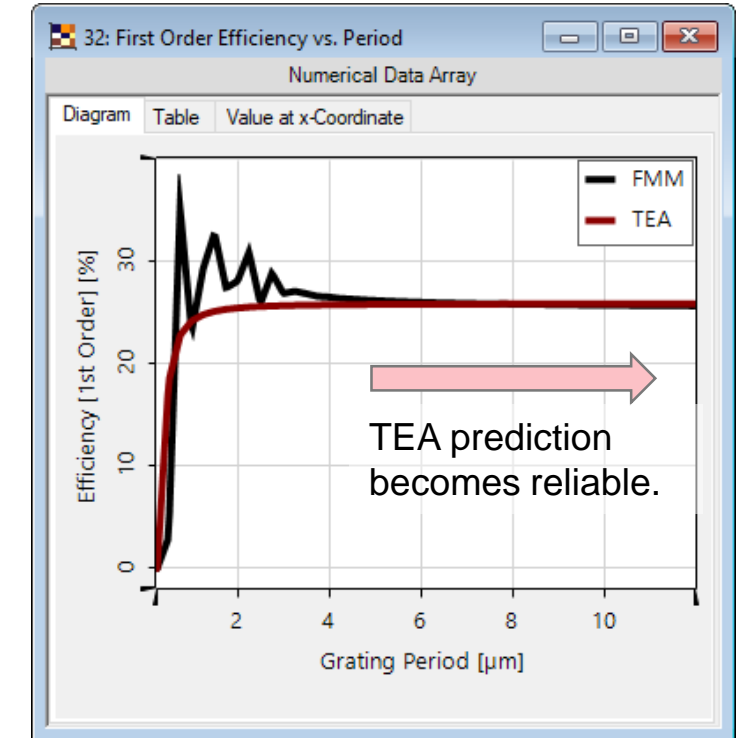 32: First Order Efficiency vs. Period
Numerical Data Array
Diagram Table Value at x-Coordinate
FMM
TEA
Efficiency [1st Order] [%]
30
20
10
0
TEA prediction
becomes reliable.
2 4 6 8 10
Grating Period [µm]